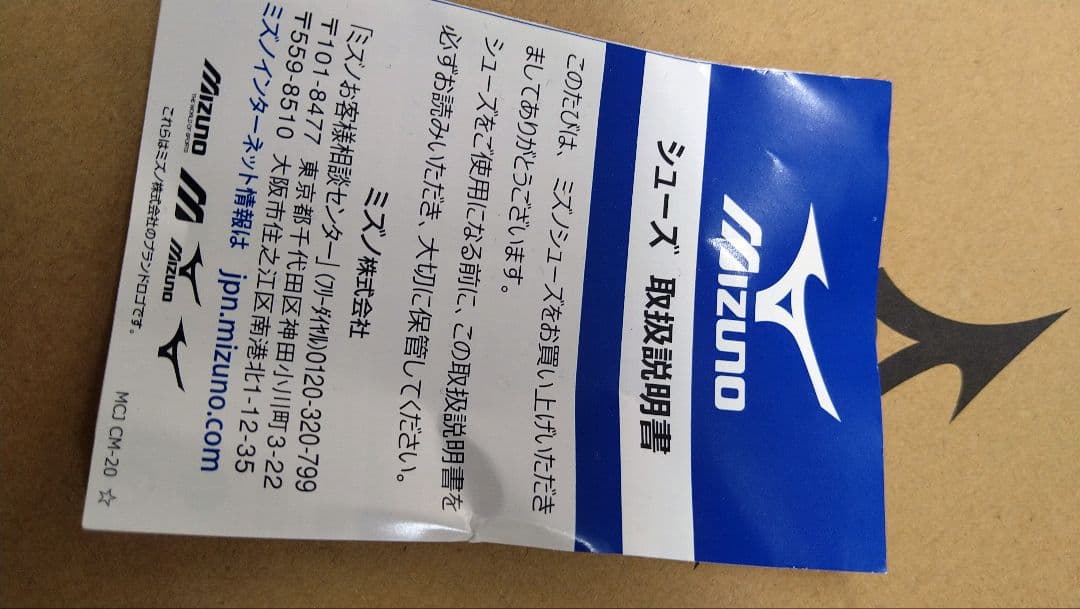 MIZUNO
シューズ 取扱説明書
このたびは、ミズノシューズをお買い上げいただき
ましてありがとうございます。
シューズをご使用になる前に、この取扱説明書を
必ずお読みいただき、大切に保管してください。
ミズノ株式会社
「ミズノお客様相談センター」(フリーダイヤル)0120-320-799
〒101-8477 東京都千代田区神田小川町3-22
〒559-8510 大阪市住之江区南港北1-12-35
ミズノインターネット情報は jpn.mizuno.com
MIZUNO
THE WORLD OF SPORTS
MIZUNO
これらはミズノ株式会社のブランドロゴです。
MCJ CM-20 ☆